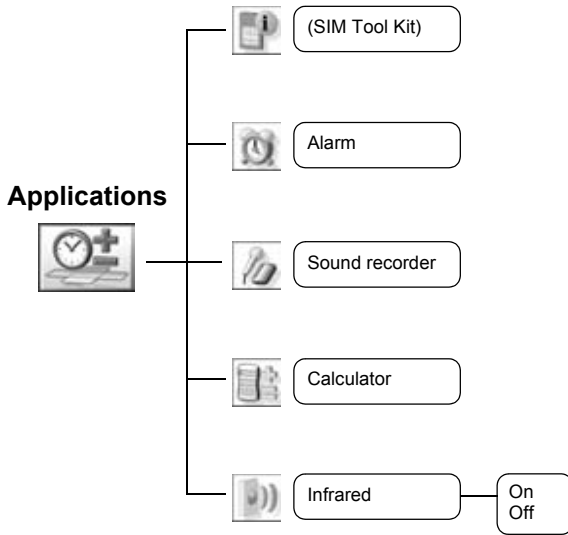 (SIM Tool Kit)
Alarm
Applications
Sound recorder
Calculator
Infrared
On
Off